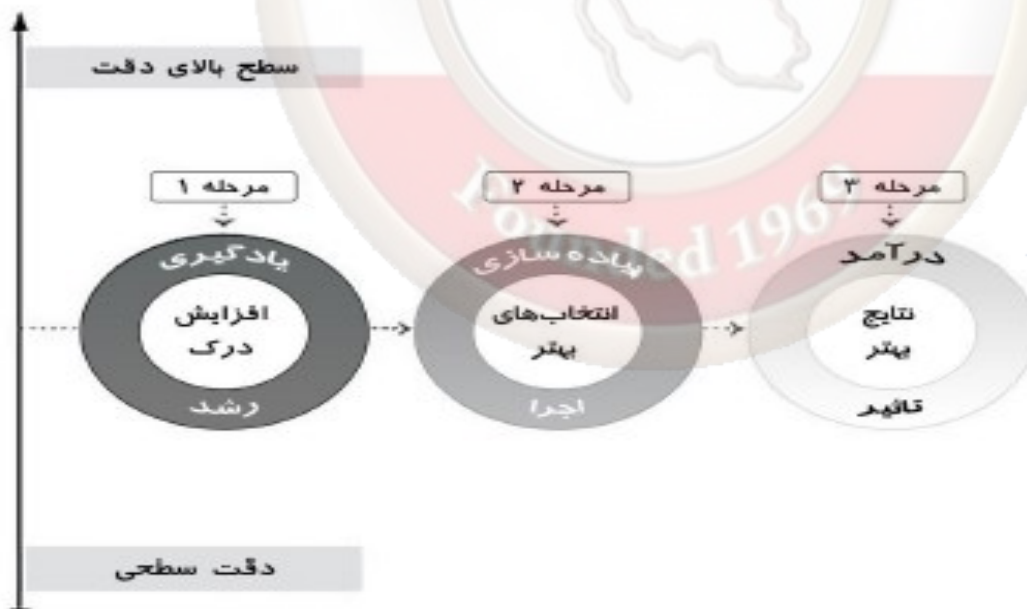 سطح بالای دقت
مرحله ۱
مرحله ۲
مرحله ۳
یادگیری
افزایش
درک
رشد
پیاده سازی
انتخاب‌های
بهتر
اجرا
درآمد
نتایج
بهتر
تاثیر
دقت سطحی
Founded 1969